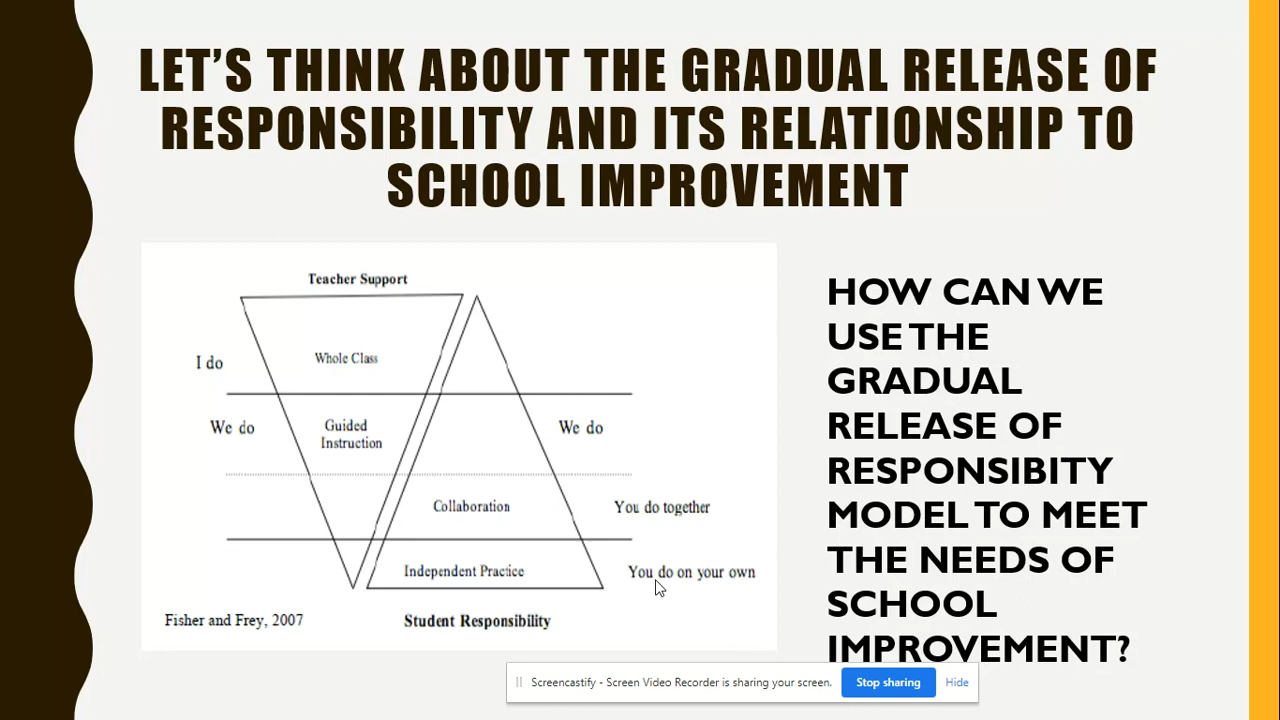 LET'S THINK ABOUT THE GRADUAL RELEASE OF
RESPONSIBILITY AND ITS RELATIONSHIP TO
SCHOOL IMPROVEMENT
Teacher Support
I do
Whole Class
We do
Guided
Instruction
We do
Collaboration
You do together
Independent Practice
You do on your own
Fisher and Frey, 2007
Student Responsibility
HOW CAN WE
USE THE
GRADUAL
RELEASE OF
RESPONSIBITY
MODEL TO MEET
THE NEEDS OF
SCHOOL
IMPROVEMENT?
Screencastify - Screen Video Recorder is sharing your screen.
Stop sharing
Hide